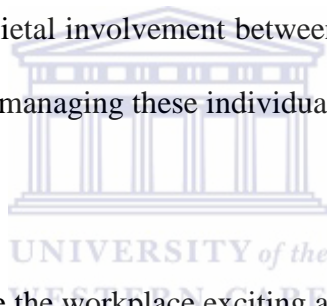 ietal involvement between
managing these individua
UNIVERSITY of the
the workplace exciting a